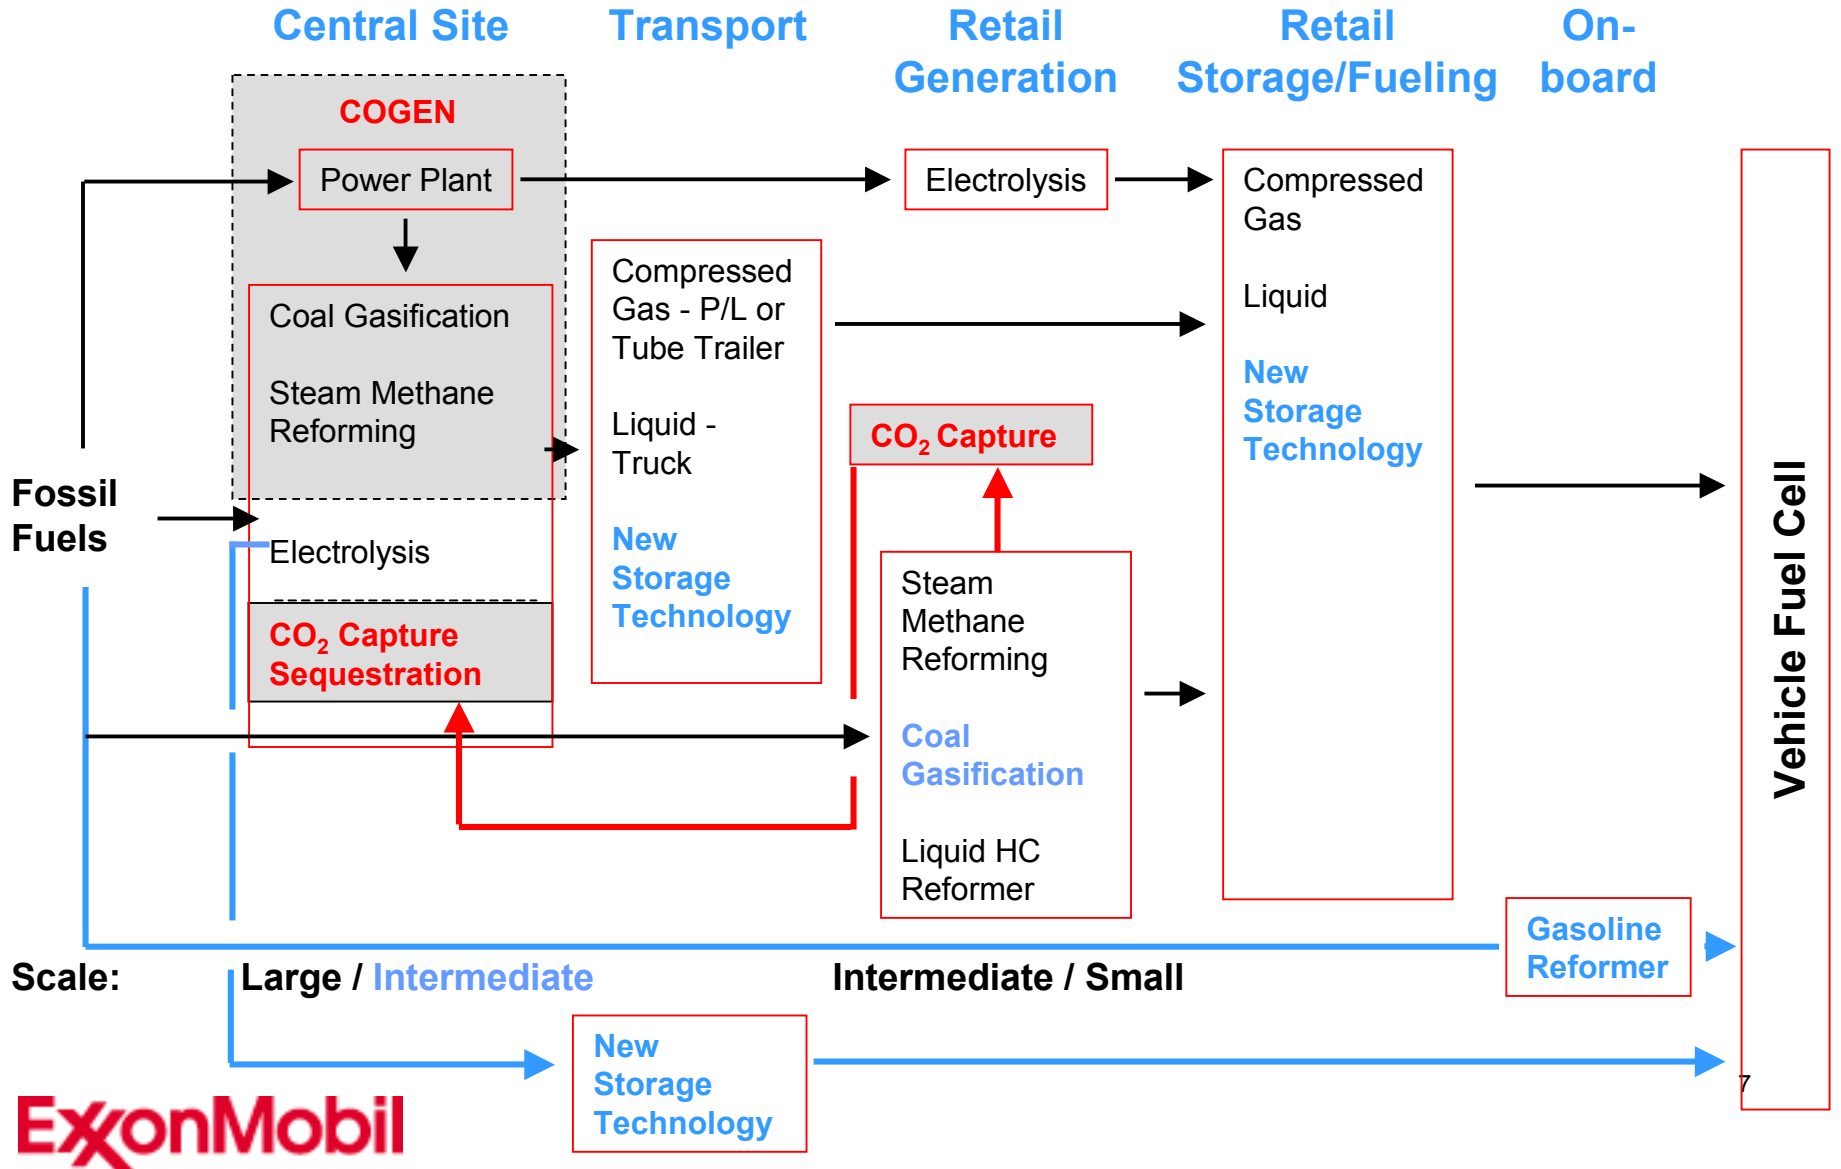 Central Site
Transport
Retail
Generation
Retail
Storage/Fueling
On-
board
COGEN
Power Plant
Electrolysis
Compressed
Gas
Liquid
New
Storage
Technology
Coal Gasification
Steam Methane
Reforming
Electrolysis
CO2 Capture
Sequestration
Compressed
Gas - P/L or
Tube Trailer
Liquid -
Truck
New
Storage
Technology
CO2 Capture
Steam
Methane
Reforming
Coal
Gasification
Liquid HC
Reformer
Fossil
Fuels
Vehicle Fuel Cell
Gasoline
Reformer
Scale:
Large / Intermediate
Intermediate / Small
New
Storage
Technology
7
ExxonMobil